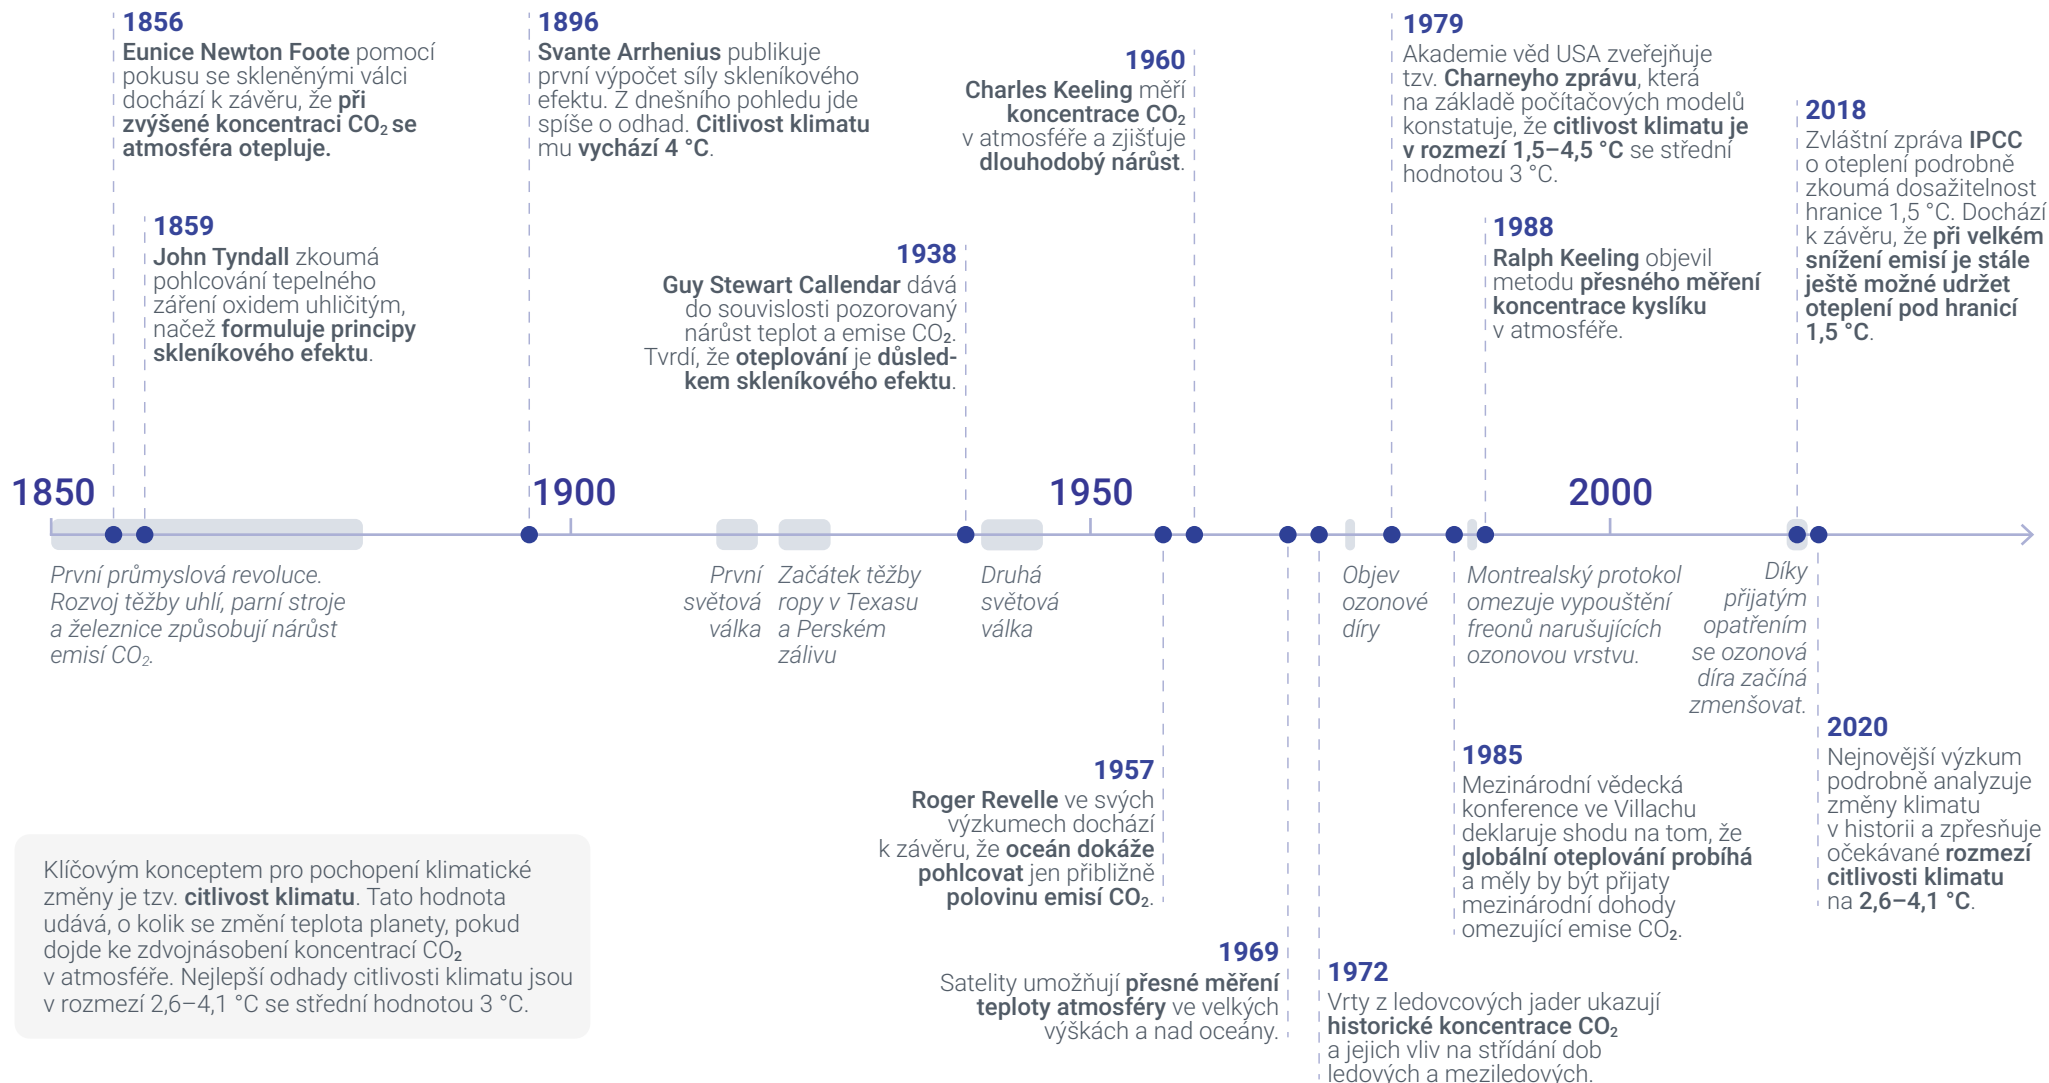 1856
Eunice Newton Foote pomocí
pokusu se skleněnými válci
dochází k závěru, že při
zvýšené koncentraci CO₂ se
atmosféra otepluje.
1859
John Tyndall zkoumá
pohlcování tepelného
záření oxidem uhličitým,
načež formuluje principy
skleníkového efektu.
1896
Svante Arrhenius publikuje
první výpočet síly skleníkového
efektu. Z dnešního pohledu jde
spíše o odhad. Citlivost klimatu
mu vychází 4 °C.
1938
Guy Stewart Callendar dává
do souvislosti pozorovaný
nárůst teplot a emise CO₂.
Tvrdí, že oteplování je důsled-
kem skleníkového efektu.
1960
Charles Keeling měří
koncentrace CO₂
v atmosféře a zjišťuje
dlouhodobý nárůst.
1979
Akademie věd USA zveřejňuje
tzv. Charneyho zprávu, která
na základě počítačových modelů
konstatuje, že citlivost klimatu je
v rozmezí 1,5–4,5 °C se střední
hodnotou 3 °C.
1988
Ralph Keeling objevil
metodu přesného měření
koncentrace kyslíku
v atmosféře.
2018
Zvláštní zpráva IPCC
o oteplení podrobně
zkoumá dosažitelnost
hranice 1,5 °C. Dochází
k závěru, že při velkém
snížení emisí je stále
ještě možné udržet
oteplení pod hranicí
1,5 °C.
1850
1900
1950
2000
První průmyslová revoluce.
Rozvoj těžby uhlí, parní stroje
a železnice způsobují nárůst
emisí CO₂.
První
světová
válka
Začátek těžby
ropy v Texasu
a Perském
zálivu
Druhá
světová
válka
Objev
ozonové
díry
Montrealský protokol
omezuje vypouštění
freonů narušujících
ozonovou vrstvu.
Díky
přijatým
opatřením
se ozonová
díra začíná
zmenšovat.
1957
Roger Revelle ve svých
výzkumech dochází
k závěru, že oceán dokáže
pohlcovat jen přibližně
polovinu emisí CO₂.
1969
Satelity umožňují přesné měření
teploty atmosféry ve velkých
výškách a nad oceány.
1972
Vrty z ledovcových jader ukazují
historické koncentrace CO₂
a jejich vliv na střídání dob
ledových a meziledových.
1985
Mezinárodní vědecká
konference ve Villachu
deklaruje shodu na tom, že
globální oteplování probíhá
a měly by být přijaty
mezinárodní dohody
omezující emise CO₂.
2020
Nejnovější výzkum
podrobně analyzuje
změny klimatu
v historii a zpřesňuje
očekávané rozmezí
citlivosti klimatu
na 2,6–4,1 °C.
Klíčovým konceptem pro pochopení klimatické
změny je tzv. citlivost klimatu. Tato hodnota
udává, o kolik se změní teplota planety, pokud
dojde ke zdvojnásobení koncentrací CO₂
v atmosféře. Nejlepší odhady citlivosti klimatu jsou
v rozmezí 2,6–4,1 °C se střední hodnotou 3 °C.